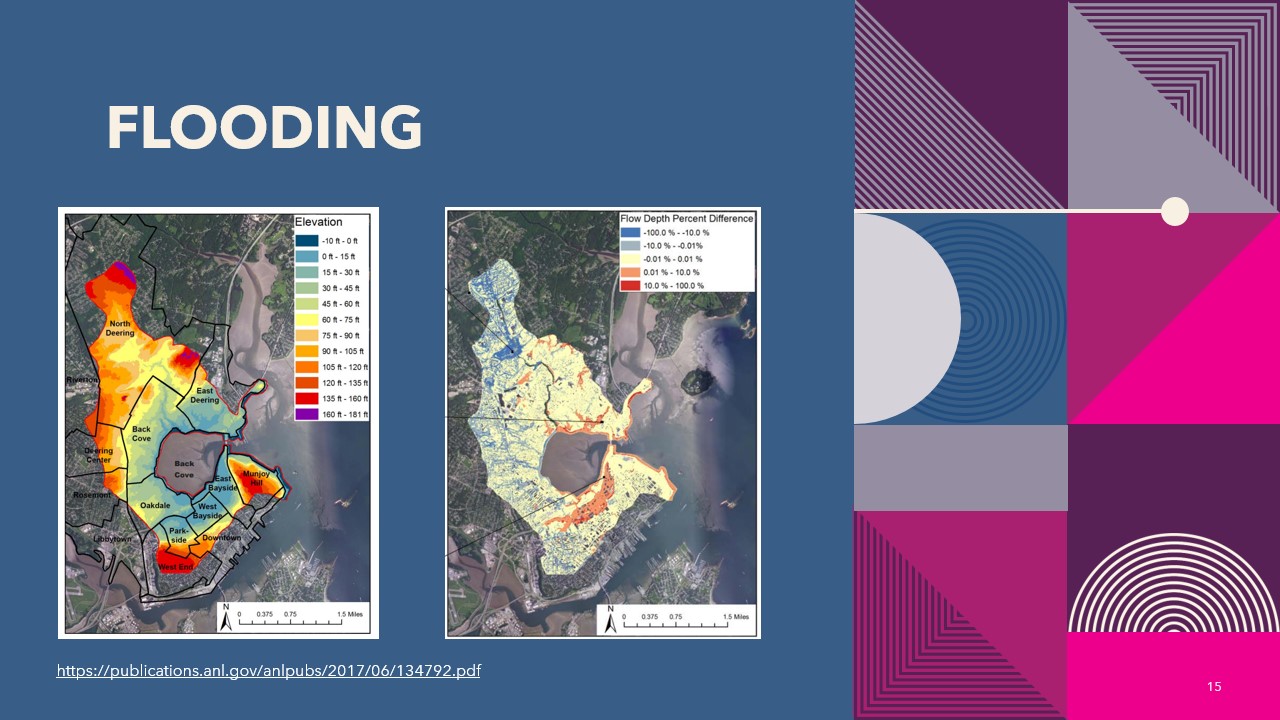 FLOODING
Elevation
-10 ft - 0 ft
0 ft - 15 ft
15 ft - 30 ft
30 ft - 45 ft
45 ft - 60 ft
60 ft - 75 ft
75 ft - 90 ft
90 ft - 105 ft
105 ft - 120 ft
120 ft - 135 ft
135 ft - 160 ft
160 ft - 181 ft
North
Deering
Riverton
East
Deering
Back
Cove
Deering
Center
Back
Cove
Munjoy
Hill
East
Bayside
Rosemont
Oakdale
West
Bayside
Park-
side
Downtown
Libbytown
West End
N
0 0.375 0.75 1.5 Miles
Flow Depth Percent Difference
-100.0 % - -10.0 %
-10.0 % - -0.01%
-0.01 % - 0.01 %
0.01 % - 10.0 %
10.0 % - 100.0 %
N
0 0.375 0.75 1.5 Miles
https://publications.anl.gov/anlpubs/2017/06/134792.pdf
15